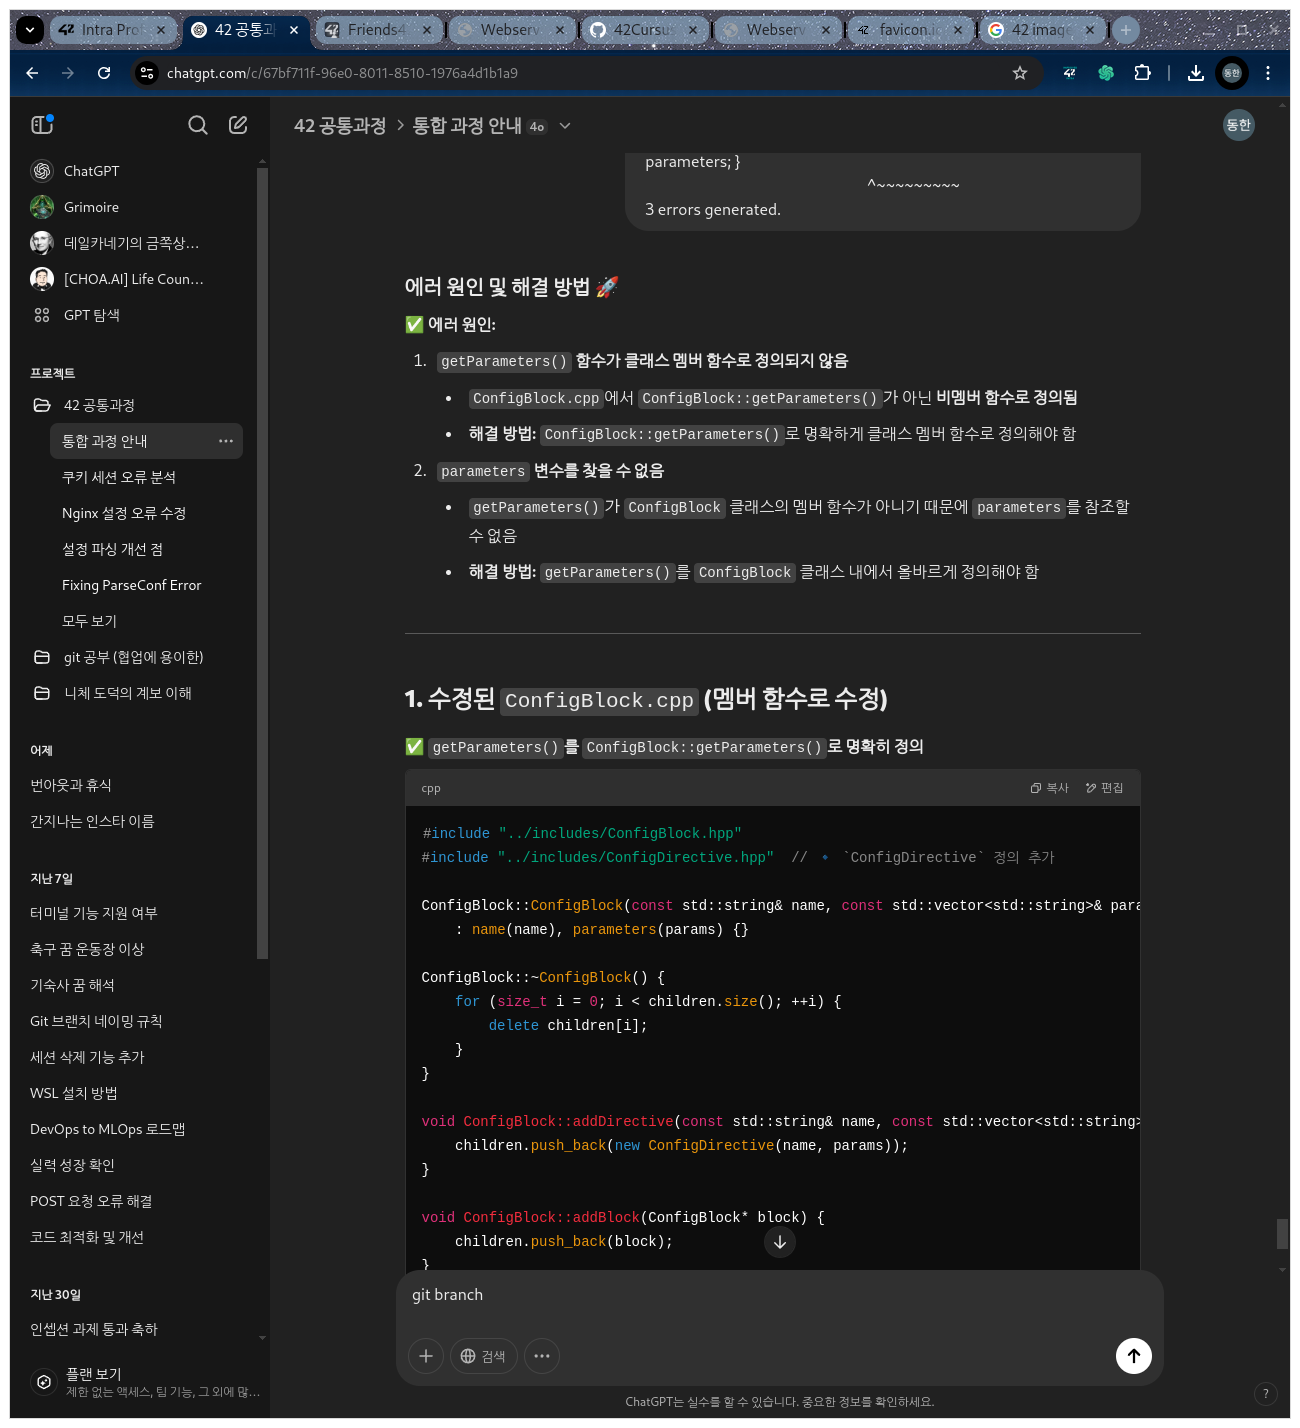 Intra Pro
42 공통과
Friends4
Webserv
42Cursus
Webserv
favicon.ic
42 image
chatgpt.com/c/67bf711f-96e0-8011-8510-1976a4d1b1a9
동한
42 공통과정 > 통합 과정 안내 4o
동한
ChatGPT
Grimoire
데일카네기의 금쪽상...
[CHOA.AI] Life Coun...
GPT 탐색
프로젝트
42 공통과정
통합 과정 안내
쿠키 세션 오류 분석
Nginx 설정 오류 수정
설정 파싱 개선 점
Fixing ParseConf Error
모두 보기
git 공부 (협업에 용이한)
니체 도덕의 계보 이해
어제
번아웃과 휴식
간지나는 인스타 이름
지난 7일
터미널 기능 지원 여부
축구 꿈 운동장 이상
기숙사 꿈 해석
Git 브랜치 네이밍 규칙
세션 삭제 기능 추가
WSL 설치 방법
DevOps to MLOps 로드맵
실력 성장 확인
POST 요청 오류 해결
코드 최적화 및 개선
지난 30일
인셉션 과제 통과 축하
플랜 보기
제한 없는 액세스, 팀 기능, 그 외에 많...
parameters; }
^~~~~~~~~~
3 errors generated.
에러 원인 및 해결 방법 🚀
✅ 에러 원인:
1. getParameters() 함수가 클래스 멤버 함수로 정의되지 않음
• ConfigBlock.cpp에서 ConfigBlock::getParameters()가 아닌 비멤버 함수로 정의됨
• 해결 방법: ConfigBlock::getParameters()로 명확하게 클래스 멤버 함수로 정의해야 함
2. parameters 변수를 찾을 수 없음
• getParameters()가 ConfigBlock 클래스의 멤버 함수가 아니기 때문에 parameters를 참조할
수 없음
• 해결 방법: getParameters()를 ConfigBlock 클래스 내에서 올바르게 정의해야 함
1. 수정된 ConfigBlock.cpp (멤버 함수로 수정)
✅ getParameters()를 ConfigBlock::getParameters()로 명확히 정의
cpp
복사
편집
#include "../includes/ConfigBlock.hpp"
#include "../includes/ConfigDirective.hpp"  // 🔹 `ConfigDirective` 정의 추가
ConfigBlock::ConfigBlock(const std::string& name, const std::vector<std::string>& para
    : name(name), parameters(params) {}
ConfigBlock::~ConfigBlock() {
    for (size_t i = 0; i < children.size(); ++i) {
        delete children[i];
    }
}
void ConfigBlock::addDirective(const std::string& name, const std::vector<std::string>
    children.push_back(new ConfigDirective(name, params));
}
void ConfigBlock::addBlock(ConfigBlock* block) {
    children.push_back(block);
}
git branch
검색
ChatGPT는 실수를 할 수 있습니다. 중요한 정보를 확인하세요.
?